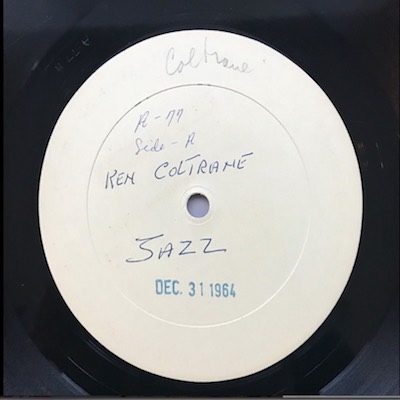 Coltrane
A-77
Side-A
KEN COLTRANE
JAZZ
DEC. 31 1964